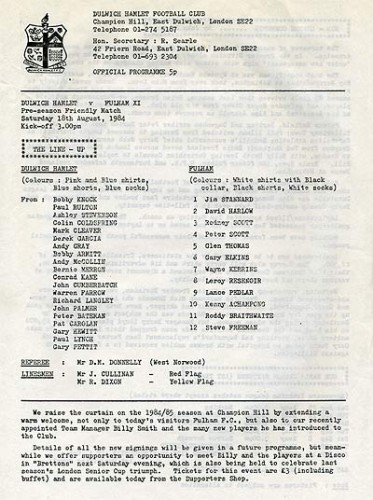 DULWICH HAMLET FOOTBALL CLUB
Champion Hill, East Dulwich, London SE22
Telephone 01-274 5187
Hon. Secretary : R. Searle
42 Friern Road, East Dulwich, London SE22
Telephone 01-693 2304
OFFICIAL PROGRAMME 5p
DULWICH HAMLET v FULHAM XI
Pre-season Friendly Match
Saturday 18th August, 1984
Kick-off 3.00pm
THE LINE - UP
DULWICH HAMLET
(Colours : Pink and Blue shirts,
Blue shorts, Blue socks)
From : Bobby KNOCK
Paul BULTON
Ashley STEVENSON
Colin COLDSPRING
Mark CLEAVER
Derek GARCIA
Andy GRAY
Bobby ARMITT
Andy McCOLLIN
Bernie MERRON
Conrad KANE
John CUMBERBATCH
Warren FARROW
Richard LANGLEY
John PALMER
Peter BATEMAN
Pat CAROLAN
Gary HEWITT
Paul LYNCH
Gary PETTIT
FULHAM
(Colours : White shirts with Black
collar, Black shorts, White socks)
1 Jim STANNARD
2 David HARLOW
3 Rodney SCOTT
4 Peter SCOTT
5 Glen THOMAS
6 Gary ELKINS
7 Wayne KERRINS
8 Leroy RESENOIR
9 Lance PEDLAR
10 Kenny ACHAMPONG
11 Roddy BRAITHWAITE
12 Steve FREEMAN
REFEREE : Mr D.M. DONNELLY (West Norwood)
LINESMEN : Mr J. CULLINAN - Red Flag
Mr R. DIXON - Yellow Flag
We raise the curtain on the 1984/85 season at Champion Hill by extending a
warm welcome, not only to today's visitors Fulham F.C., but also to our recently
appointed Team Manager Billy Smith and the many new players he has introduced to
the Club.
Details of all the new signings will be given in a future programme, but mean-
while we offer supporters an opportunity to meet Billy and the players at a Disco
in "Brettons" next Saturday evening, which is also being held to celebrate last
season's London Senior Cup triumph. Tickets for this event are £3 (including
buffet) and are available today from the Supporters Shop.